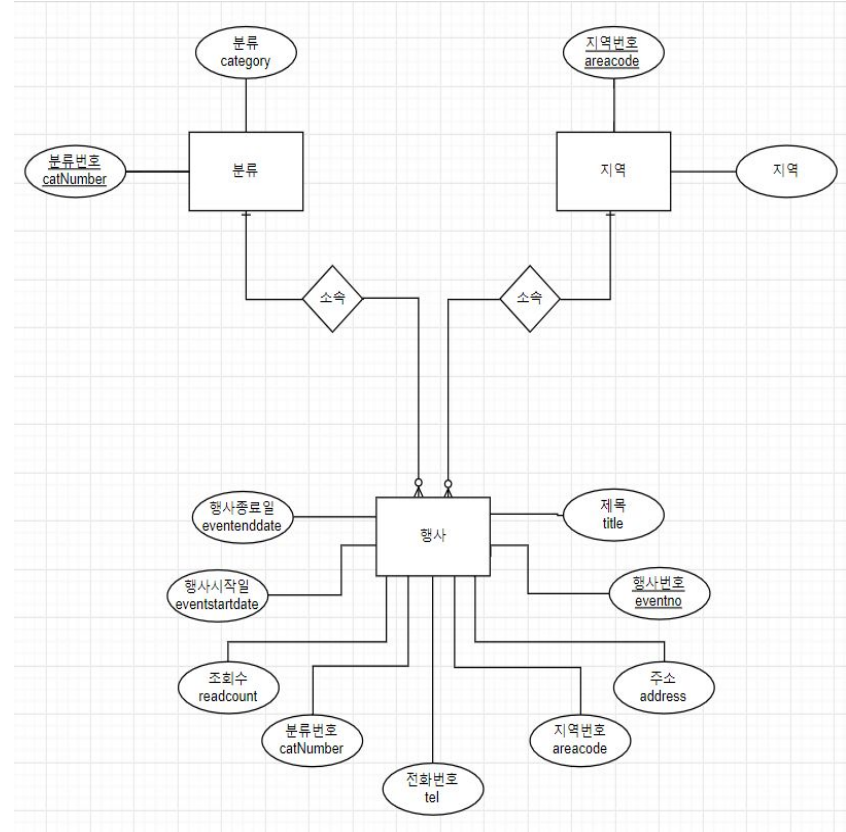 분류
category
지역번호
areacode
분류번호
catNumber
분류
지역
지역
소속
소속
행사종료일
eventenddate
행사
제목
title
행사시작일
eventstartdate
행사번호
eventno
조회수
readcount
주소
address
분류번호
catNumber
지역번호
areacode
전화번호
tel